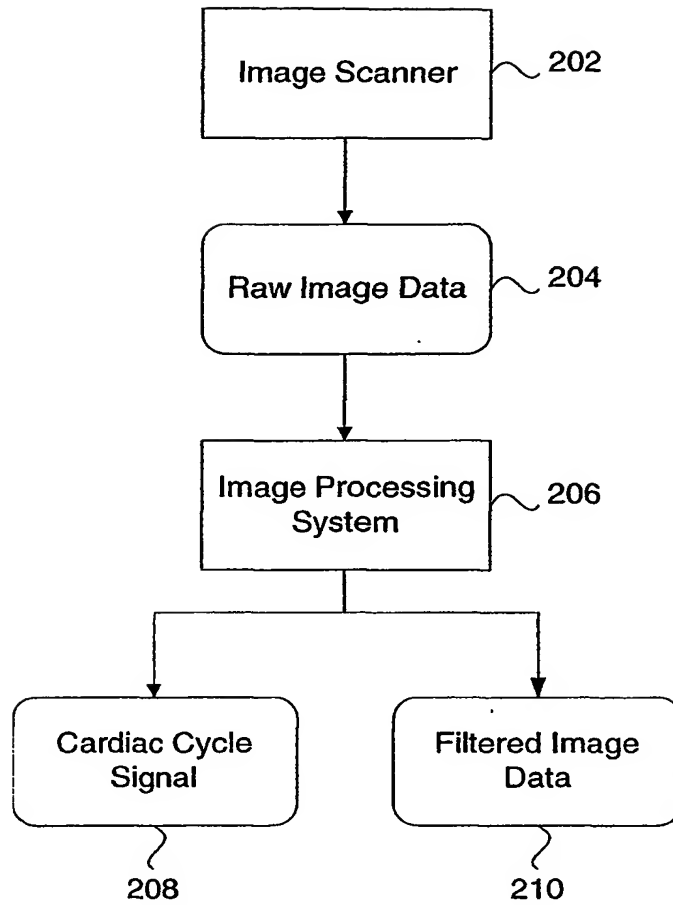 Image Scanner
202
Raw Image Data
204
Image Processing
System
206
Cardiac Cycle
Signal
Filtered Image
Data
208
210